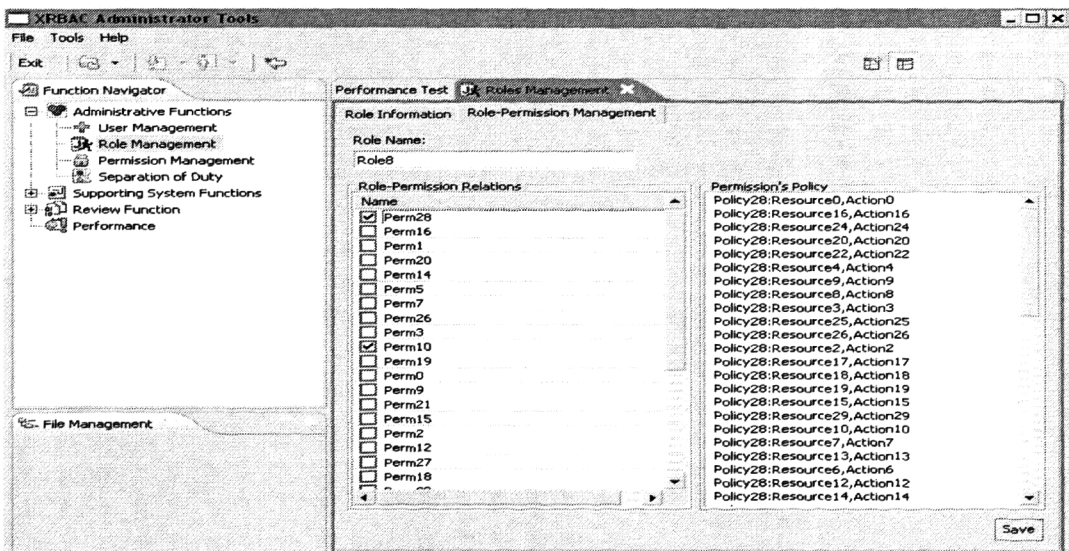 XRBAC Administrator Tools
File Tools Help
Exit
Function Navigator
Administrative Functions
User Management
Role Management
Permission Management
Separation of Duty
Supporting System Functions
Review Function
Performance
File Management
Performance Test Roles Management
Role Information Role-Permission Management
Role Name:
Role8
Role-Permission Relations
Name
Perm28
Perm16
Perm1
Perm20
Perm14
Perm5
Perm7
Perm26
Perm3
Perm10
Perm19
Perm0
Perm9
Perm21
Perm15
Perm2
Perm12
Perm27
Perm18
Permission's Policy
Policy28:Resource0,Action0
Policy28:Resource16,Action16
Policy28:Resource24,Action24
Policy28:Resource20,Action20
Policy28:Resource22,Action22
Policy28:Resource4,Action4
Policy28:Resource9,Action9
Policy28:Resource8,Action8
Policy28:Resource3,Action3
Policy28:Resource25,Action25
Policy28:Resource26,Action26
Policy28:Resource2,Action2
Policy28:Resource17,Action17
Policy28:Resource18,Action18
Policy28:Resource19,Action19
Policy28:Resource15,Action15
Policy28:Resource29,Action29
Policy28:Resource10,Action10
Policy28:Resource7,Action7
Policy28:Resource13,Action13
Policy28:Resource6,Action6
Policy28:Resource12,Action12
Policy28:Resource14,Action14
Save